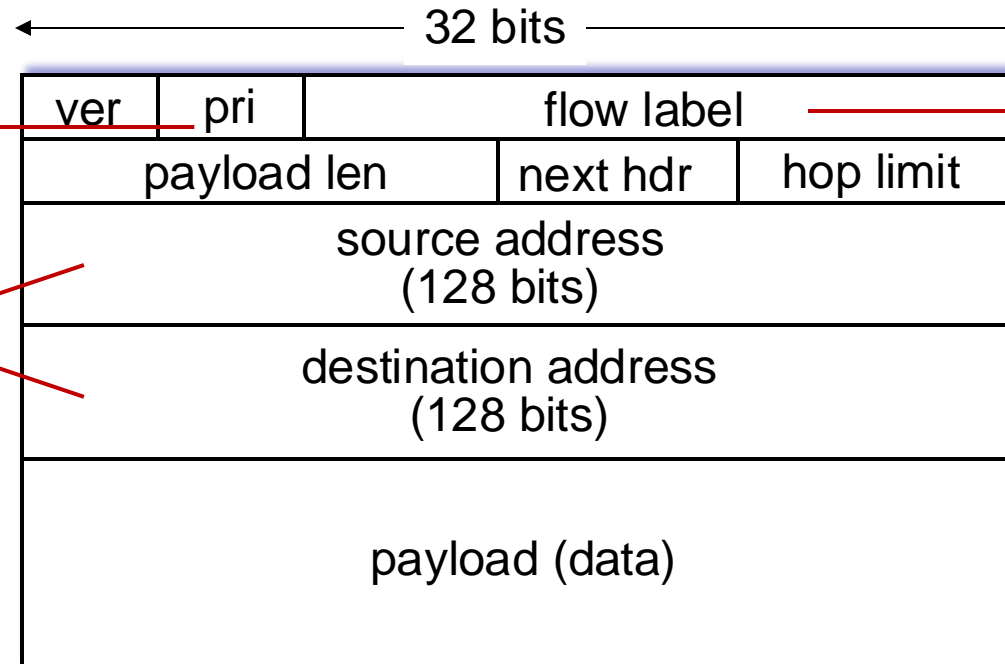 32 bits
ver pri flow label
payload len next hdr hop limit
source address
(128 bits)
destination address
(128 bits)
payload (data)